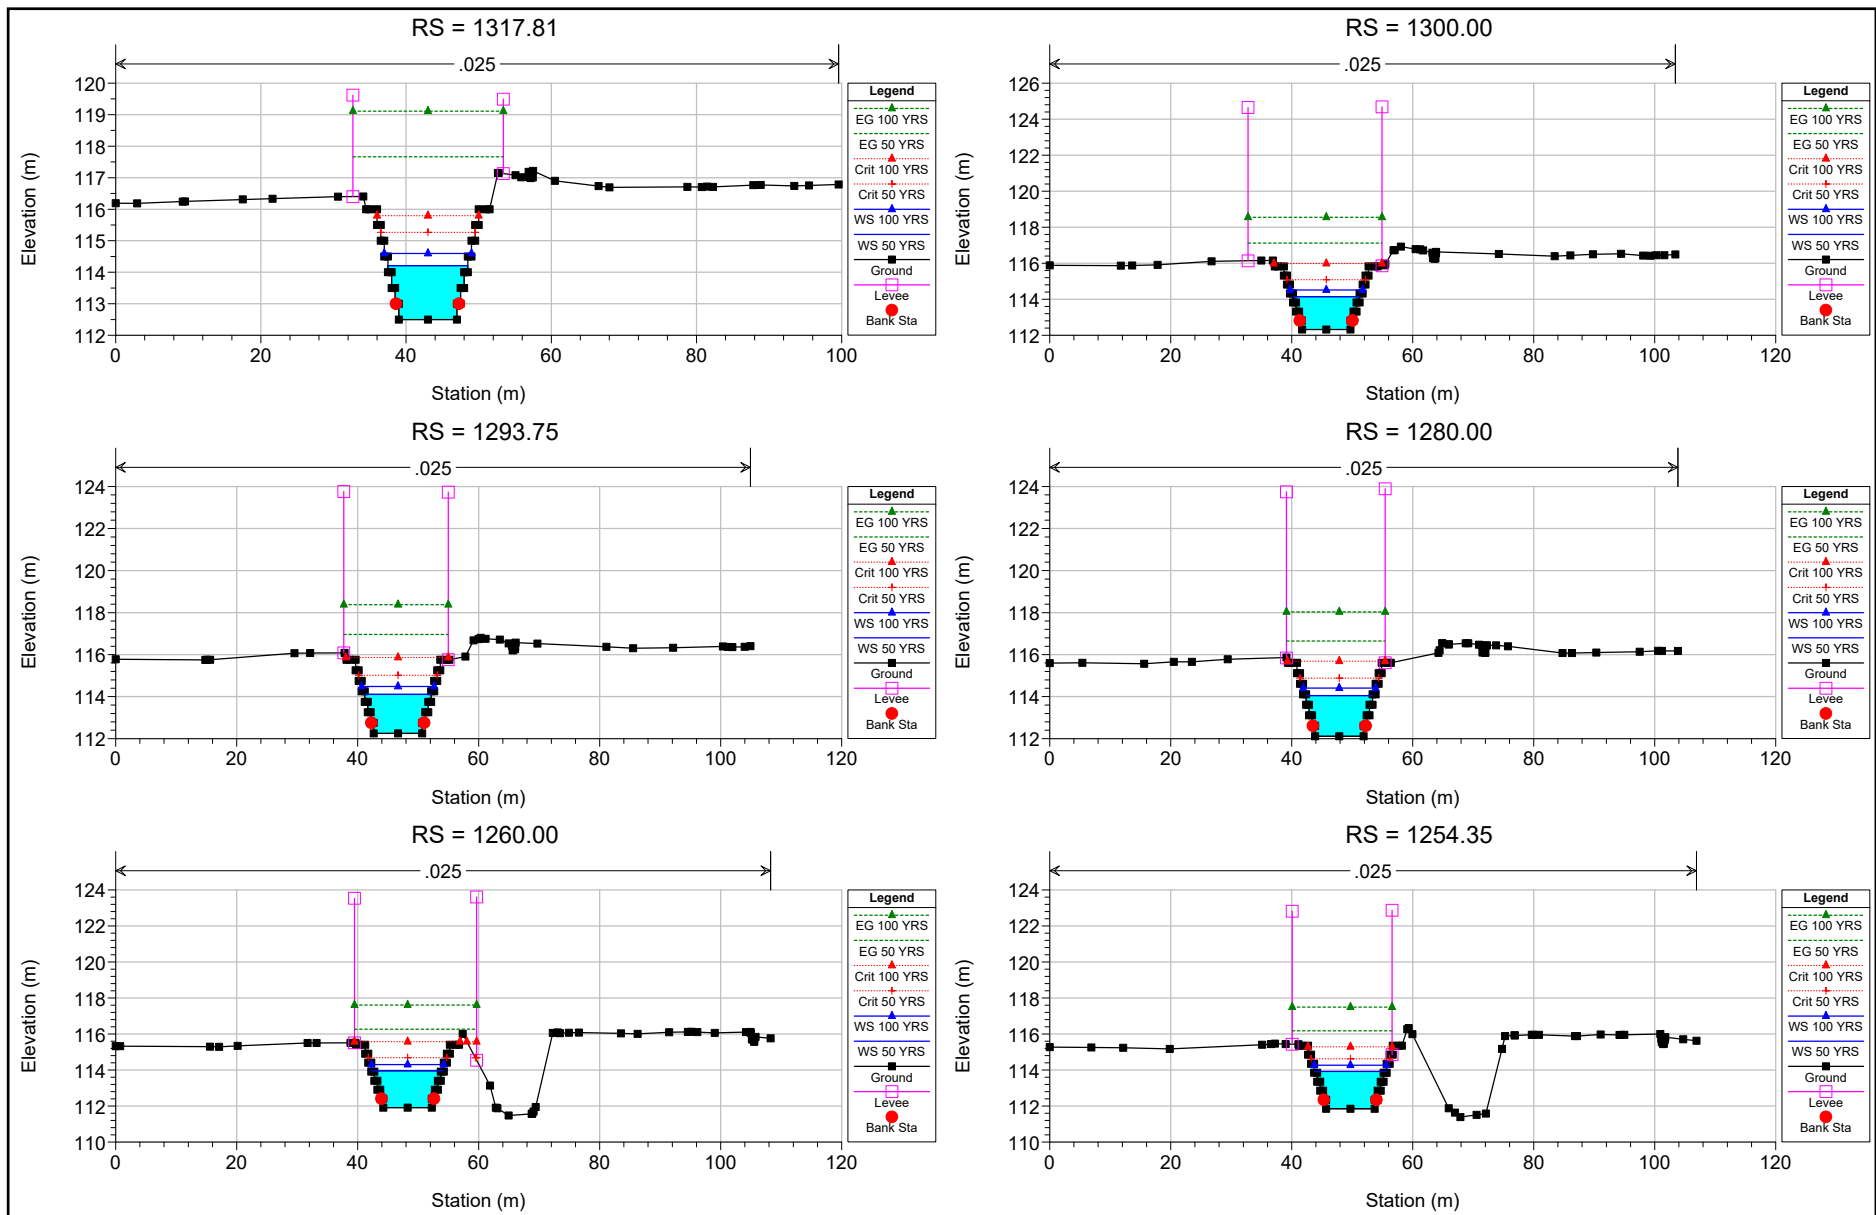 RS = 1317.81
.025
120
119
118
117
116
115
114
113
112
0
20
40
60
80
100
Elevation (m)
Station (m)
Legend
EG 100 YRS
EG 50 YRS
Crit 100 YRS
Crit 50 YRS
WS 100 YRS
WS 50 YRS
Ground
Levee
Bank Sta
RS = 1300.00
.025
126
124
122
120
118
116
114
112
0
20
40
60
80
100
120
Elevation (m)
Station (m)
Legend
EG 100 YRS
EG 50 YRS
Crit 100 YRS
Crit 50 YRS
WS 100 YRS
WS 50 YRS
Ground
Levee
Bank Sta
RS = 1293.75
.025
124
122
120
118
116
114
112
0
20
40
60
80
100
120
Elevation (m)
Station (m)
Legend
EG 100 YRS
EG 50 YRS
Crit 100 YRS
Crit 50 YRS
WS 100 YRS
WS 50 YRS
Ground
Levee
Bank Sta
RS = 1280.00
.025
124
122
120
118
116
114
112
0
20
40
60
80
100
120
Elevation (m)
Station (m)
Legend
EG 100 YRS
EG 50 YRS
Crit 100 YRS
Crit 50 YRS
WS 100 YRS
WS 50 YRS
Ground
Levee
Bank Sta
RS = 1260.00
.025
124
122
120
118
116
114
112
110
0
20
40
60
80
100
120
Elevation (m)
Station (m)
Legend
EG 100 YRS
EG 50 YRS
Crit 100 YRS
Crit 50 YRS
WS 100 YRS
WS 50 YRS
Ground
Levee
Bank Sta
RS = 1254.35
.025
124
122
120
118
116
114
112
110
0
20
40
60
80
100
120
Elevation (m)
Station (m)
Legend
EG 100 YRS
EG 50 YRS
Crit 100 YRS
Crit 50 YRS
WS 100 YRS
WS 50 YRS
Ground
Levee
Bank Sta